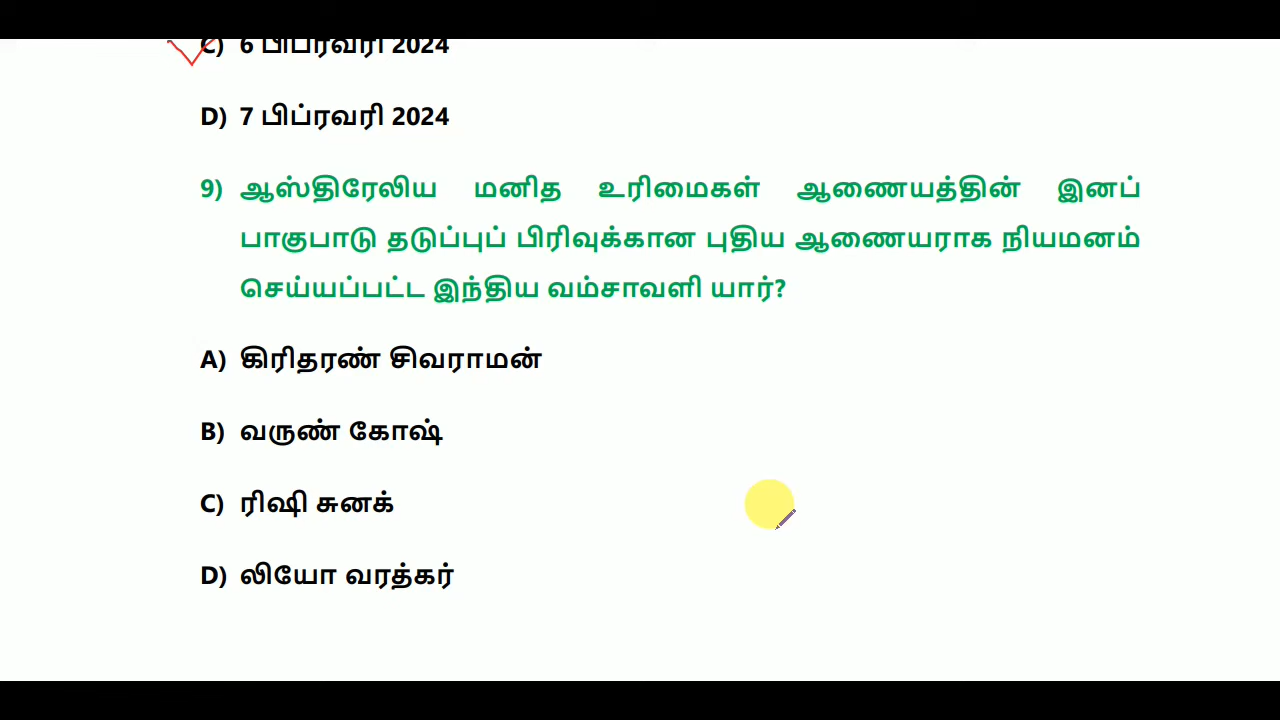 C) 6 பிப்ரவரி 2024
D) 7 பிப்ரவரி 2024
9) ஆஸ்திரேலிய மனித உரிமைகள் ஆணையத்தின் இனப்
பாகுபாடு தடுப்புப் பிரிவுக்கான புதிய ஆணையராக நியமனம்
செய்யப்பட்ட இந்திய வம்சாவளி யார்?
A) கிரிதரண் சிவராமன்
B) வருண் கோஷ்
C) ரிஷி சுனக்
D) லியோ வரத்கர்